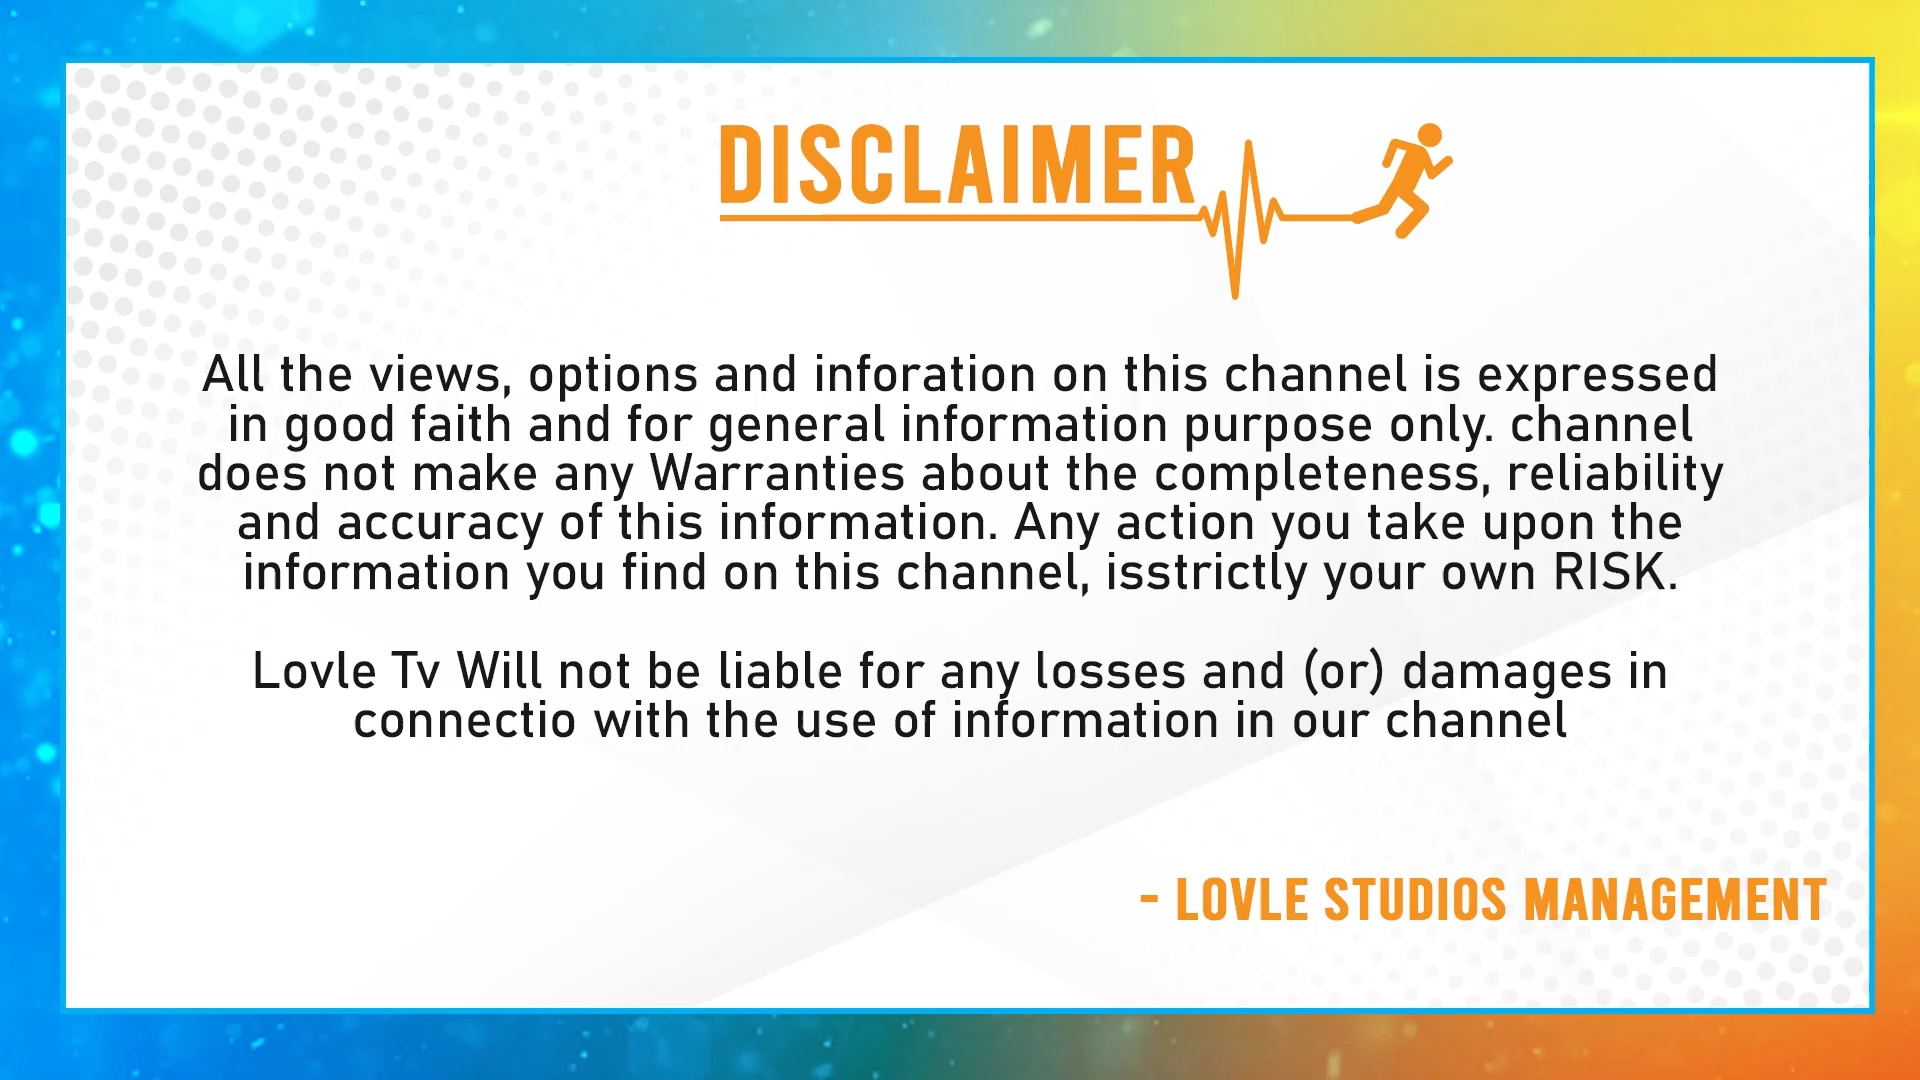 DISCLAIMER
All the views, options and inforation on this channel is expressed
in good faith and for general information purpose only. channel
does not make any Warranties about the completeness, reliability
and accuracy of this information. Any action you take upon the
information you find on this channel, isstrictly your own RISK.
Lovle Tv Will not be liable for any losses and (or) damages in
connectio with the use of information in our channel
- LOVLE STUDIOS MANAGEMENT